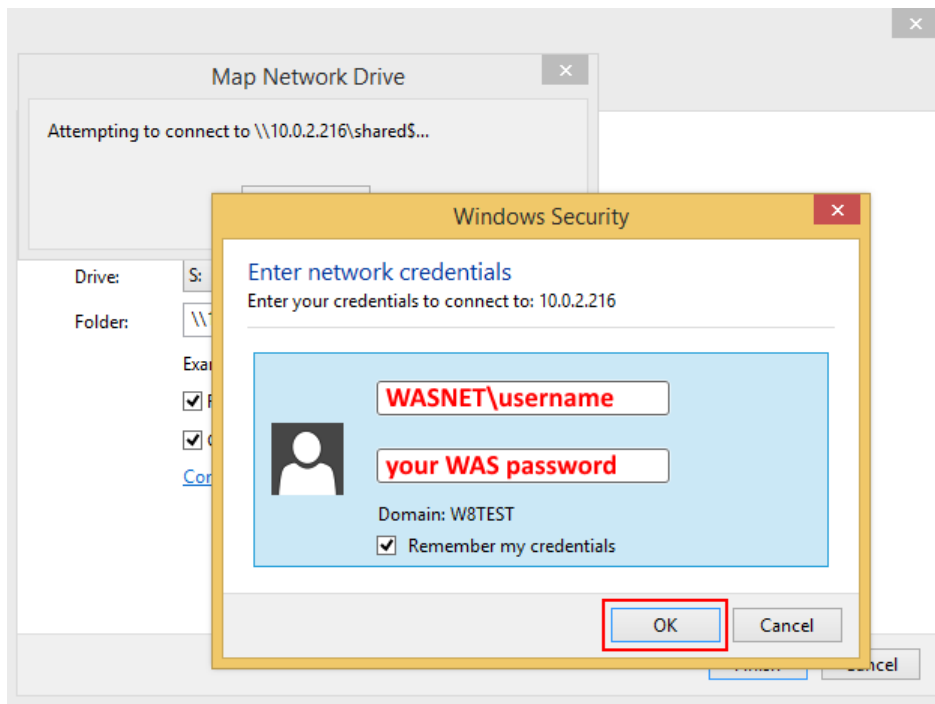 Map Network Drive
Attempting to connect to \\10.0.2.216\shared$...
Windows Security
Enter network credentials
Enter your credentials to connect to: 10.0.2.216
Drive:
S:
Folder:
WASNET\username
your WAS password
Domain: W8TEST
Remember my credentials
OK
Cancel